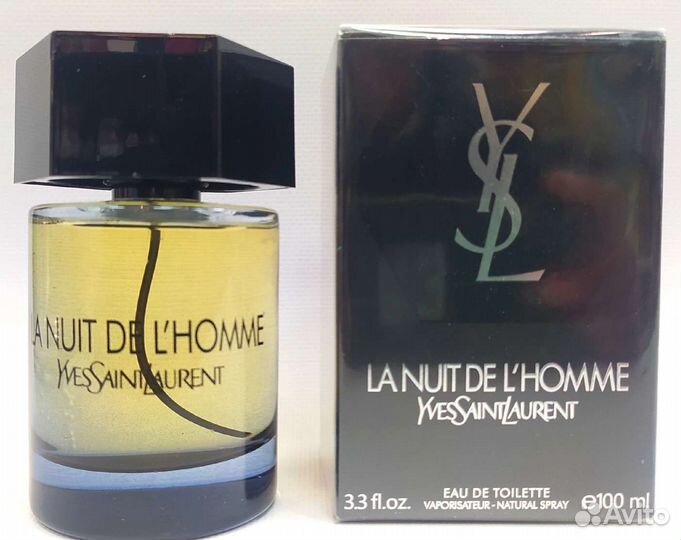 LA NUIT DE L'HOMME
YVESSAINTLAURENT
YSL
LA NUIT DE L'HOMME
YVESSAINTLAURENT
3.3 fl.oz. EAU DE TOILETTE ℮100 ml
VAPORISATEUR - NATURAL SPRAY
Avito